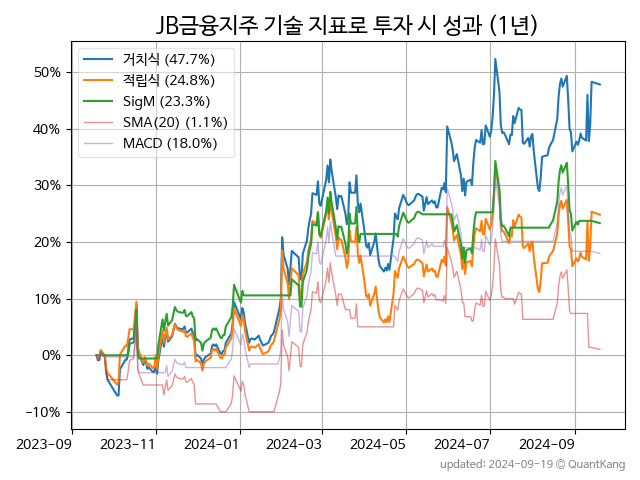 JB금융지주 기술 지표로 투자 시 성과 (1년)
거치식 (47.7%)
적립식 (24.8%)
SigM (23.3%)
SMA(20) (1.1%)
MACD (18.0%)
50%
40%
30%
20%
10%
0%
−10%
2023-09 2023-11 2024-01 2024-03 2024-05 2024-07 2024-09
updated: 2024-09-19 © QuantKang